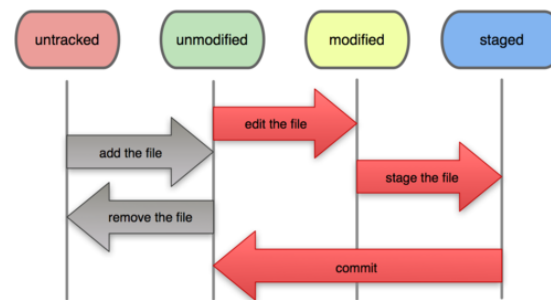 untracked
unmodified
modified
staged
edit the file
add the file
stage the file
remove the file
commit